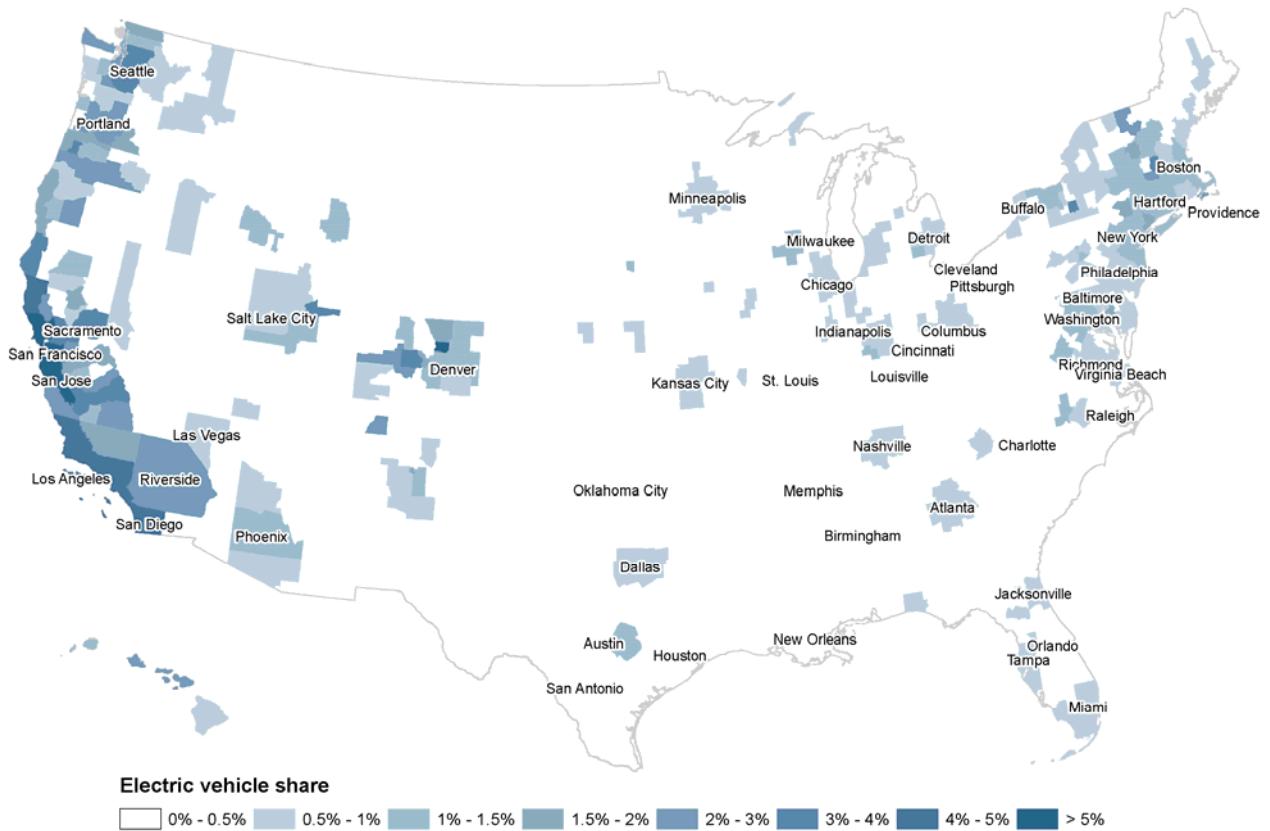 Seattle
Portland
Minneapolis
Boston
Buffalo
Hartford
Providence
Milwaukee
Detroit
New York
Cleveland
Pittsburgh
Philadelphia
Chicago
Baltimore
Salt Lake City
Washington
Sacramento
Indianapolis
Columbus
San Francisco
Cincinnati
Denver
Richmond
San Jose
Kansas City
St. Louis
Louisville
Virginia Beach
Raleigh
Las Vegas
Nashville
Charlotte
Los Angeles
Riverside
Oklahoma City
Memphis
San Diego
Atlanta
Phoenix
Birmingham
Dallas
Jacksonville
Austin
Houston
New Orleans
Orlando
Tampa
San Antonio
Miami
Electric vehicle share
0% - 0.5% 0.5% - 1% 1% - 1.5% 1.5% - 2% 2% - 3% 3% - 4% 4% - 5% > 5%